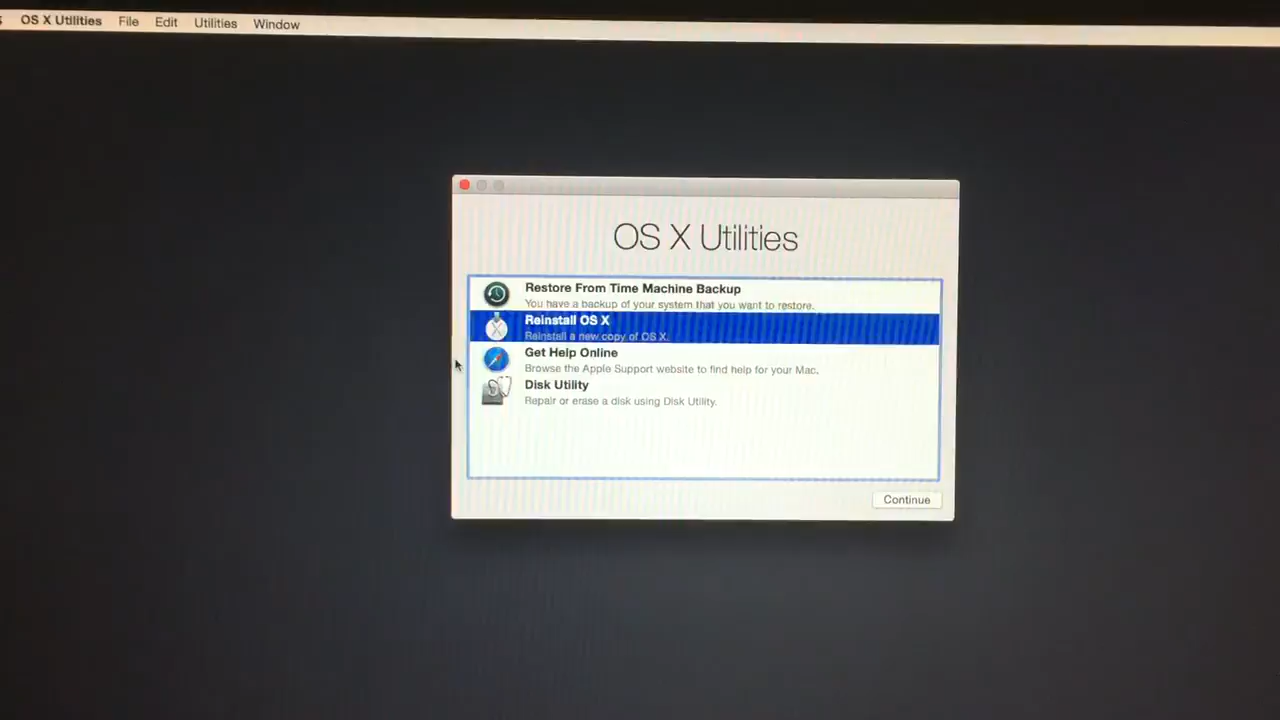 OS X Utilities File Edit Utilities Window
OS X Utilities
Restore From Time Machine Backup
You have a backup of your system that you want to restore.
Reinstall OS X
Reinstall a new copy of OS X.
Get Help Online
Browse the Apple Support website to find help for your Mac.
Disk Utility
Repair or erase a disk using Disk Utility.
Continue